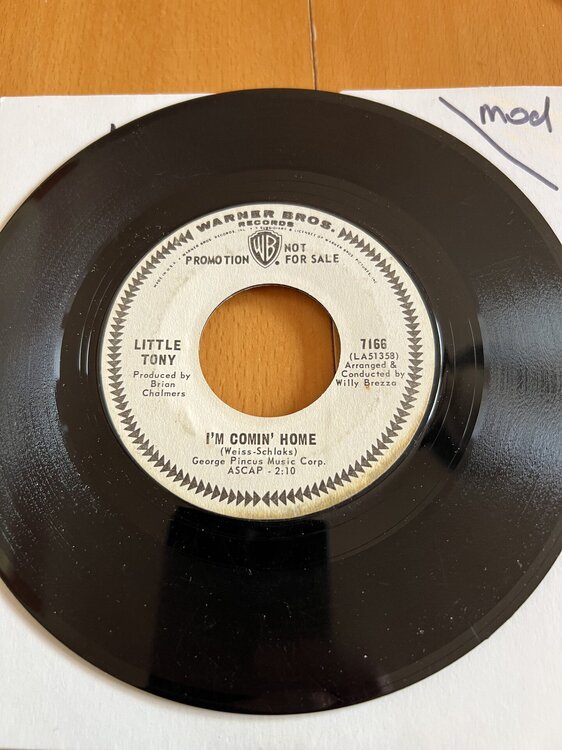 mod
WARNER BROS.
RECORDS
WB
PROMOTION NOT
FOR SALE
LITTLE
TONY
Produced by
Brian
Chalmers
7166
(LA51358)
Arranged &
Conducted by
Willy Brezza
I'M COMIN' HOME
(Weiss-Schlaks)
George Pincus Music Corp.
ASCAP - 2:10